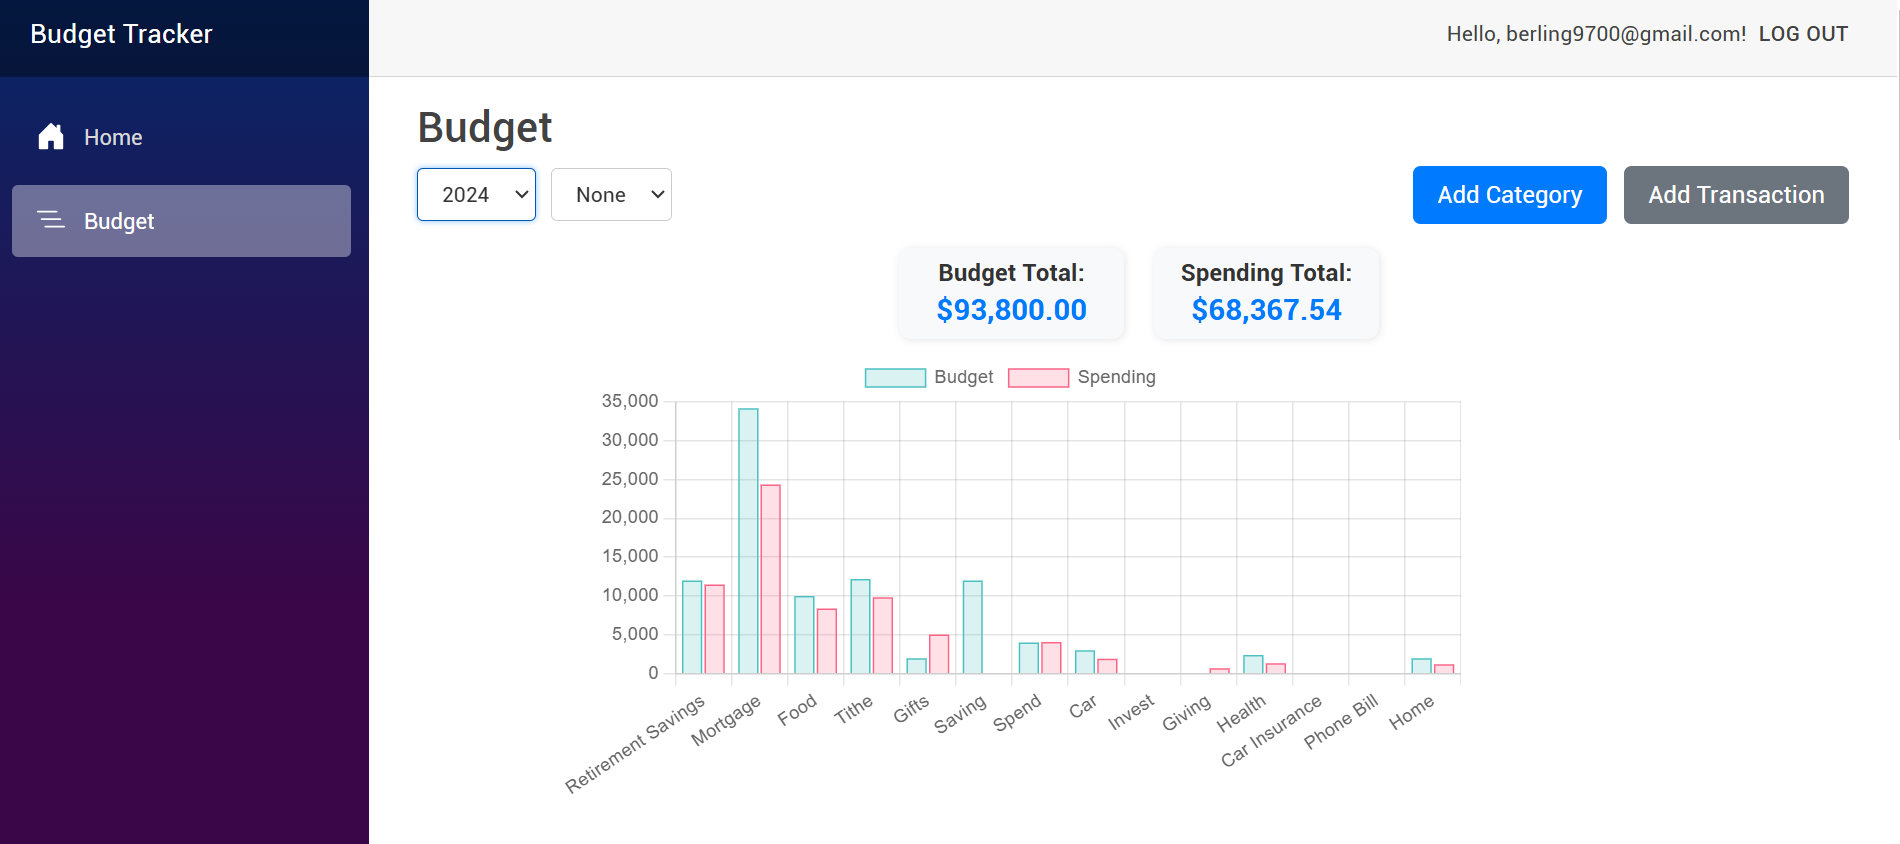 Budget Tracker
Hello, berling9700@gmail.com! LOG OUT
Home
Budget
Budget
2024
None
Add Category
Add Transaction
Budget Total:
$93,800.00
Spending Total:
$68,367.54
Budget
Spending
35,000
30,000
25,000
20,000
15,000
10,000
5,000
0
Retirement Savings
Mortgage
Food
Tithe
Gifts
Saving
Spend
Car
Invest
Giving
Health
Car Insurance
Phone Bill
Home